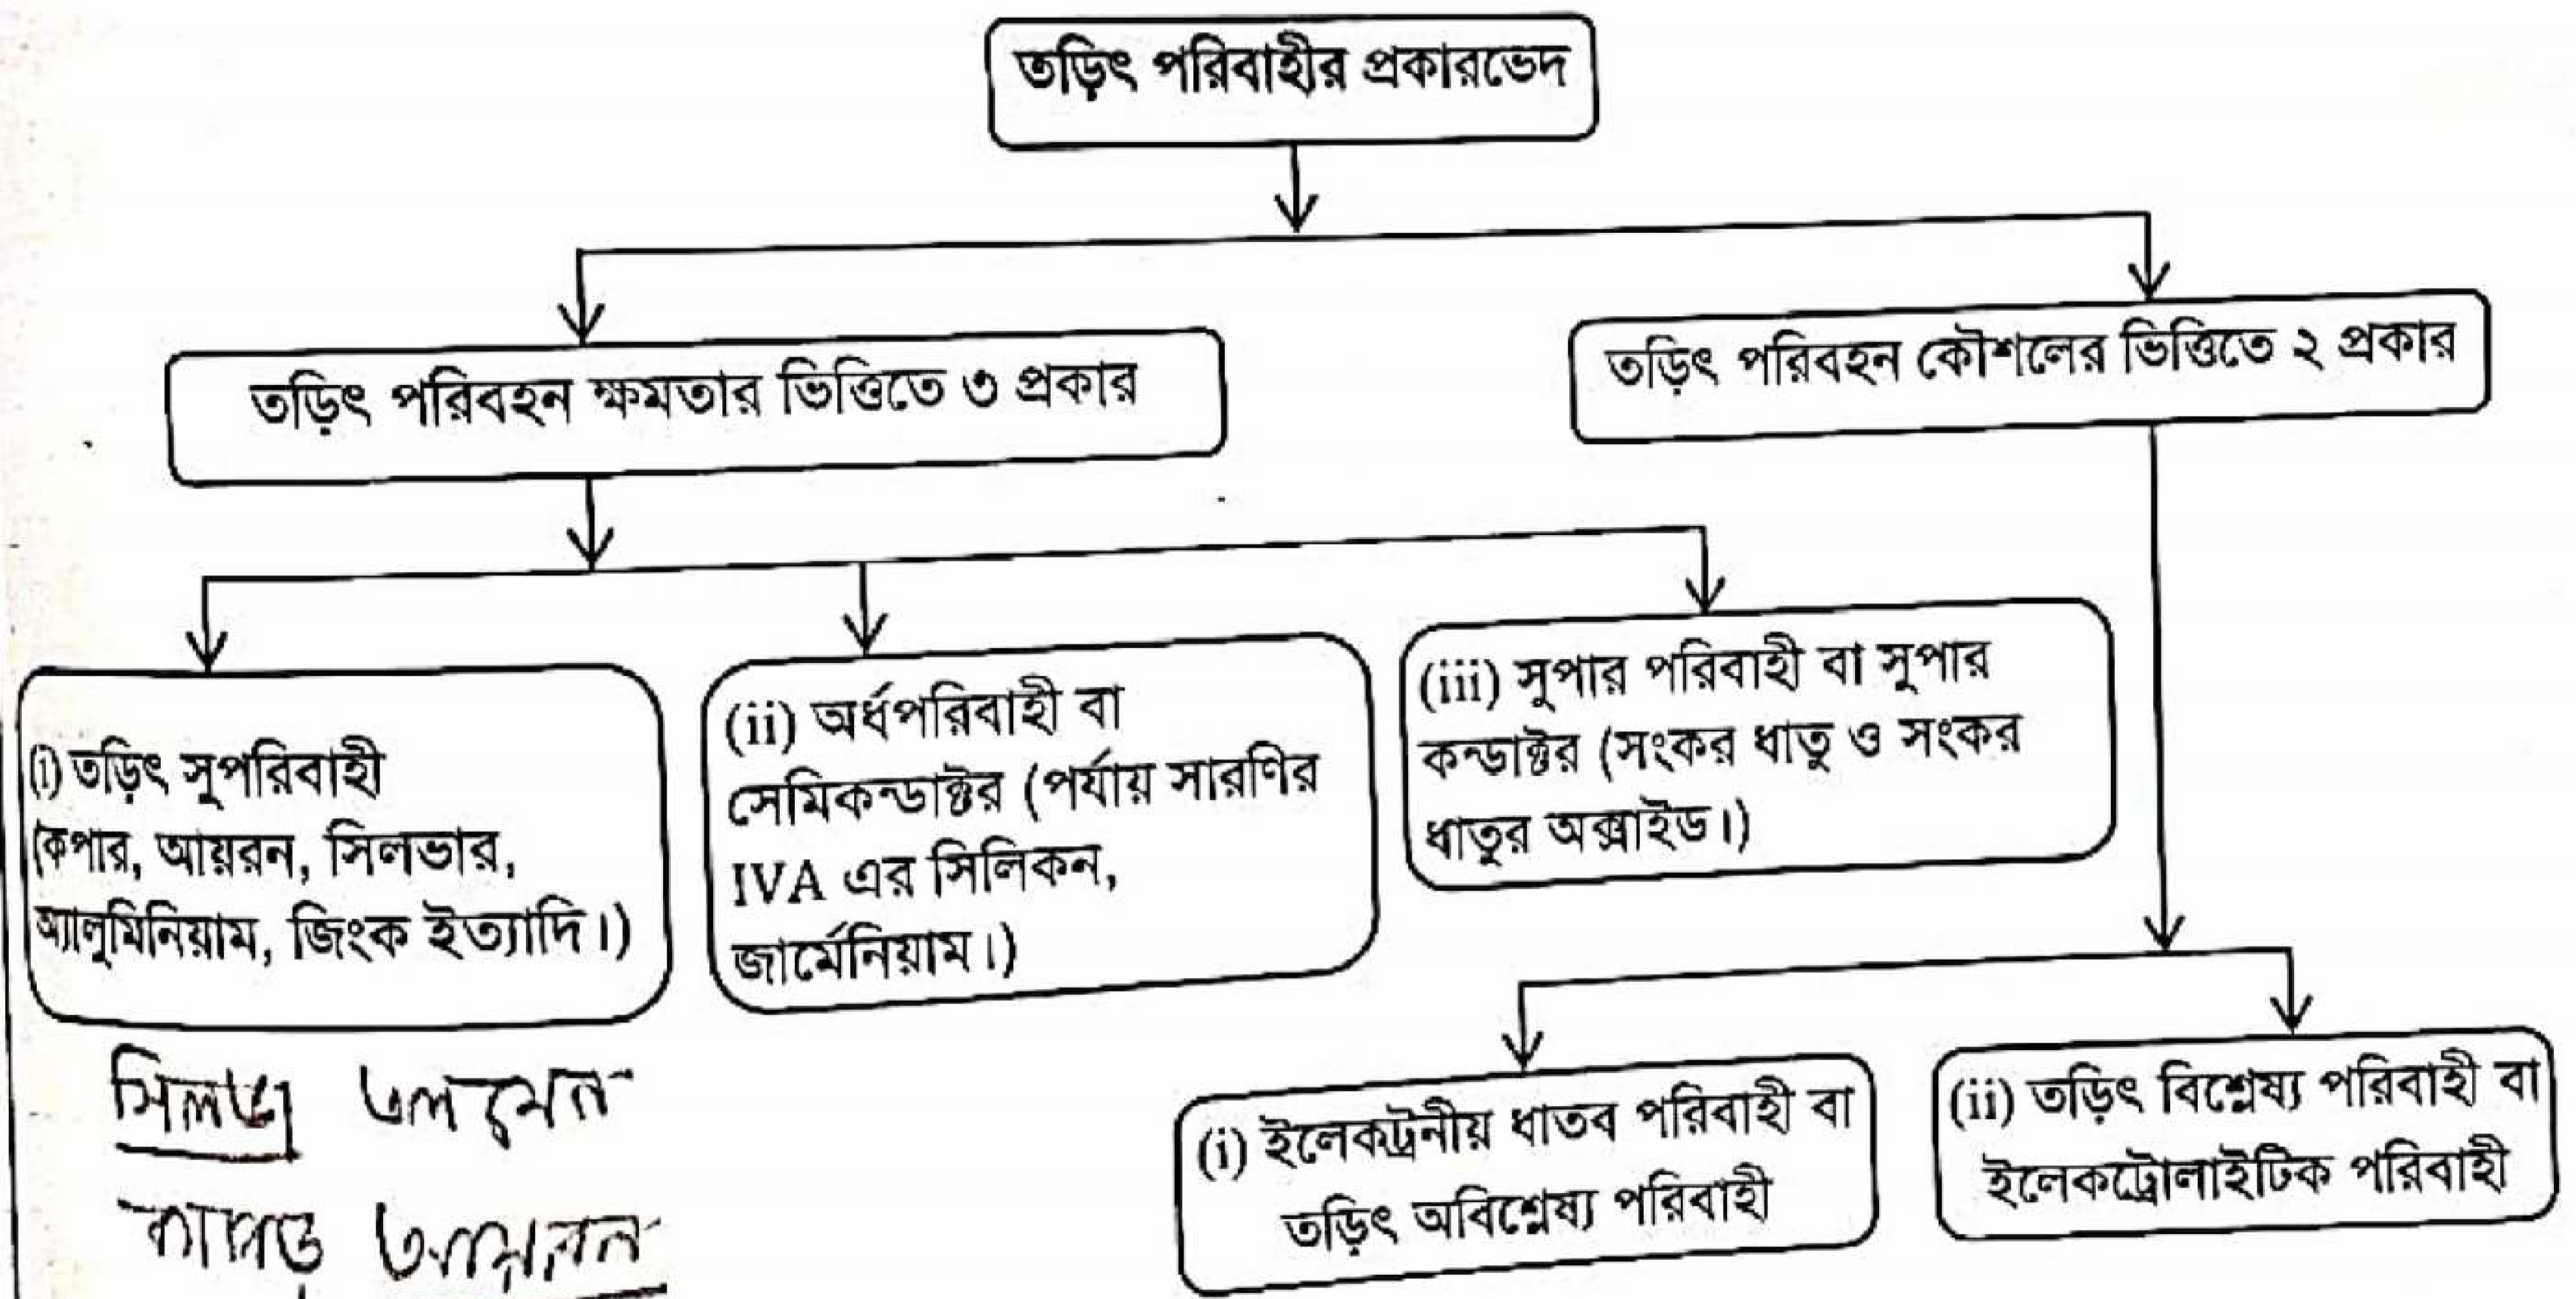 তড়িৎ পরিবাহীর প্রকারভেদ
তড়িৎ পরিবহন ক্ষমতার ভিত্তিতে ৩ প্রকার
তড়িৎ পরিবহন কৌশলের ভিত্তিতে ২ প্রকার
(i) তড়িৎ সুপরিবাহী
(কপার, আয়রন, সিলভার,
অ্যালুমিনিয়াম, জিংক ইত্যাদি।)
(ii) অর্ধপরিবাহী বা
সেমিকন্ডাক্টর (পর্যায় সারণির
IVA এর সিলিকন,
জার্মেনিয়াম।)
(iii) সুপার পরিবাহী বা সুপার
কন্ডাক্টর (সংকর ধাতু ও সংকর
ধাতুর অক্সাইড।)
(i) ইলেকট্রনীয় ধাতব পরিবাহী বা
তড়িৎ অবিশ্লেষ্য পরিবাহী
(ii) তড়িৎ বিশ্লেষ্য পরিবাহী বা
ইলেকট্রোলাইটিক পরিবাহী